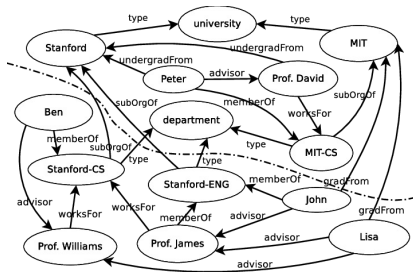 type
university
type
Stanford
MIT
undergradFrom
undergradFrom
Peter
advisor
Prof. David
memberOf
subOrgOf
subOrgOf
worksFor
Ben
department
memberOf
subOrgOf
type
MIT-CS
type
type
Stanford-CS
Stanford-ENG
memberOf
gradFrom
John
advisor
worksFor
worksFor
memberOf
advisor
gradFrom
Prof. Williams
Prof. James
advisor
Lisa
advisor